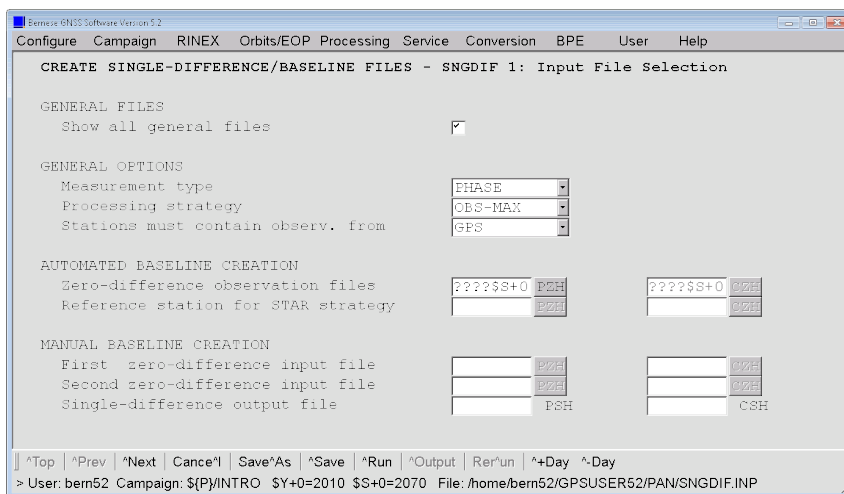 Bernese GNSS Software Version 5.2
Configure Campaign RINEX Orbits/EOP Processing Service Conversion BPE User Help
CREATE SINGLE-DIFFERENCE/BASELINE FILES - SNGDIF 1: Input File Selection
GENERAL FILES
Show all general files
GENERAL OPTIONS
Measurement type PHASE
Processing strategy OBS-MAX
Stations must contain observ. from GPS
AUTOMATED BASELINE CREATION
Zero-difference observation files ????$S+0 PZH ????$S+0 CZH
Reference station for STAR strategy PZH CZH
MANUAL BASELINE CREATION
First zero-difference input file PZH CZH
Second zero-difference input file PZH CZH
Single-difference output file PSH CSH
^Top | ^Prev | ^Next | Cance^l | Save^As | ^Save | ^Run | ^Output | Rer^un | ^+Day ^-Day
> User: bern52 Campaign: ${P}/INTRO $Y+0=2010 $S+0=2070 File: /home/bern52/GPSUSER52/PAN/SNGDIF.INP